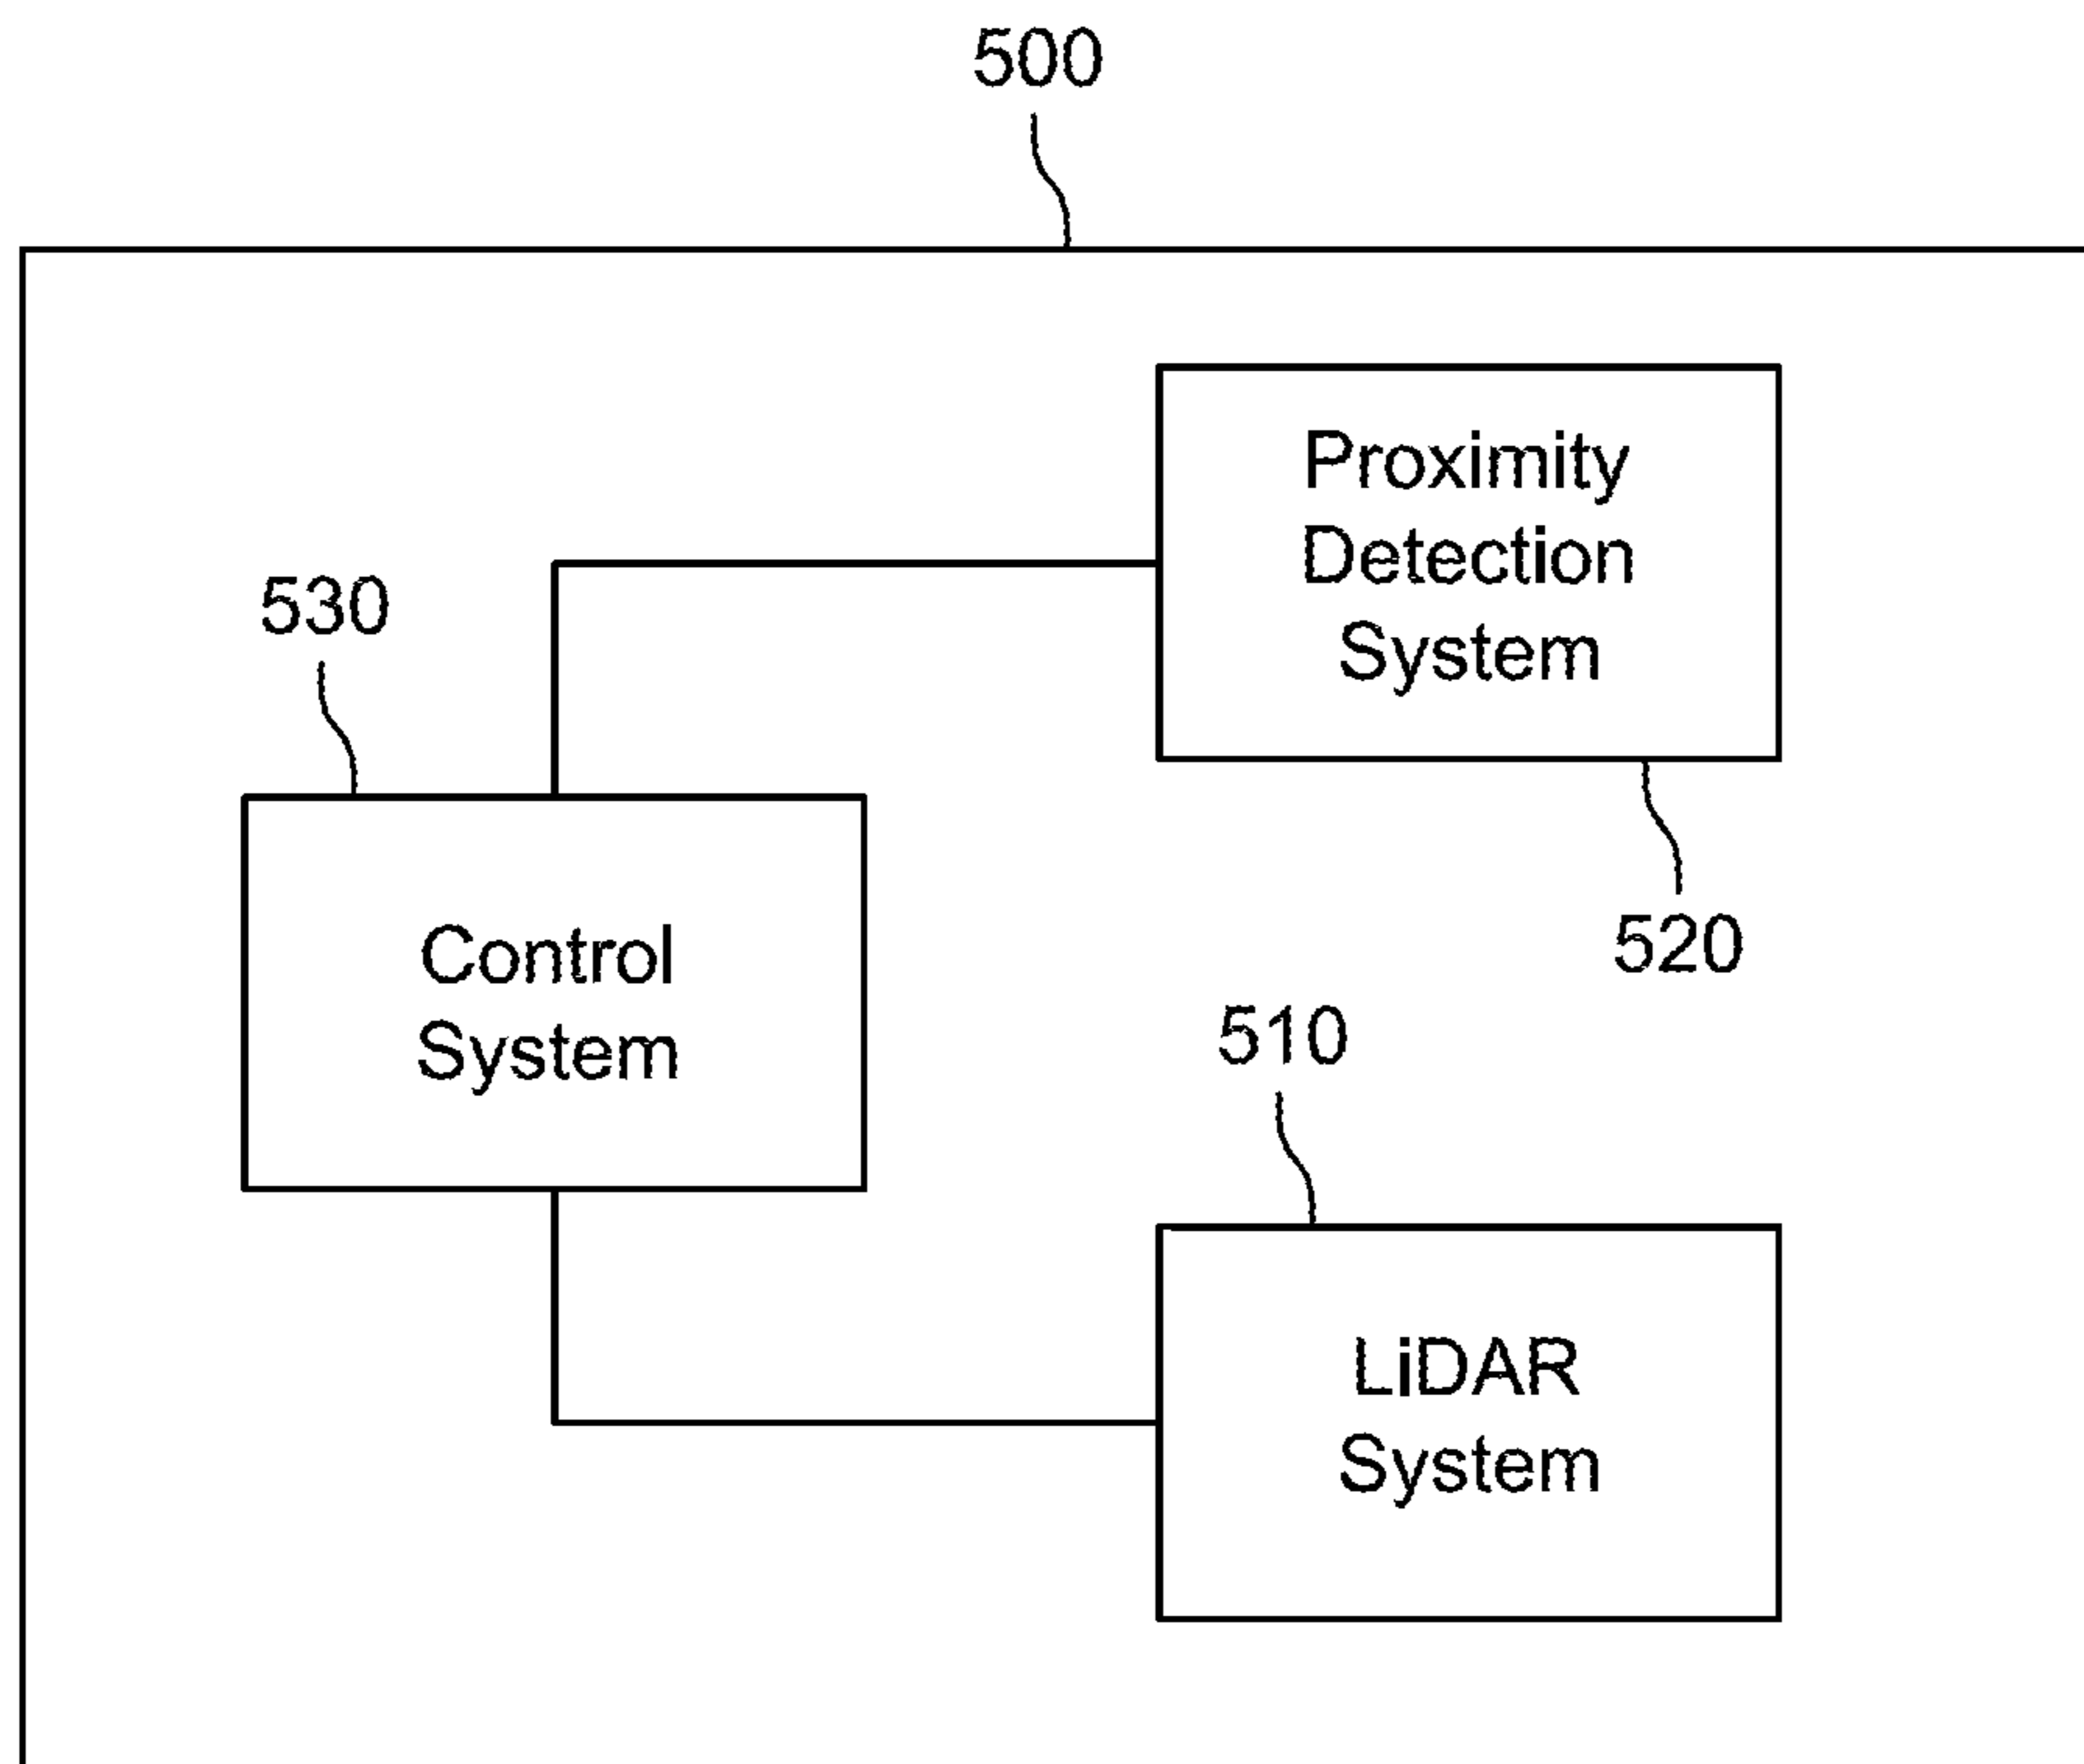 500
Proximity
Detection
System
530
520
Control
System
510
LiDAR
System